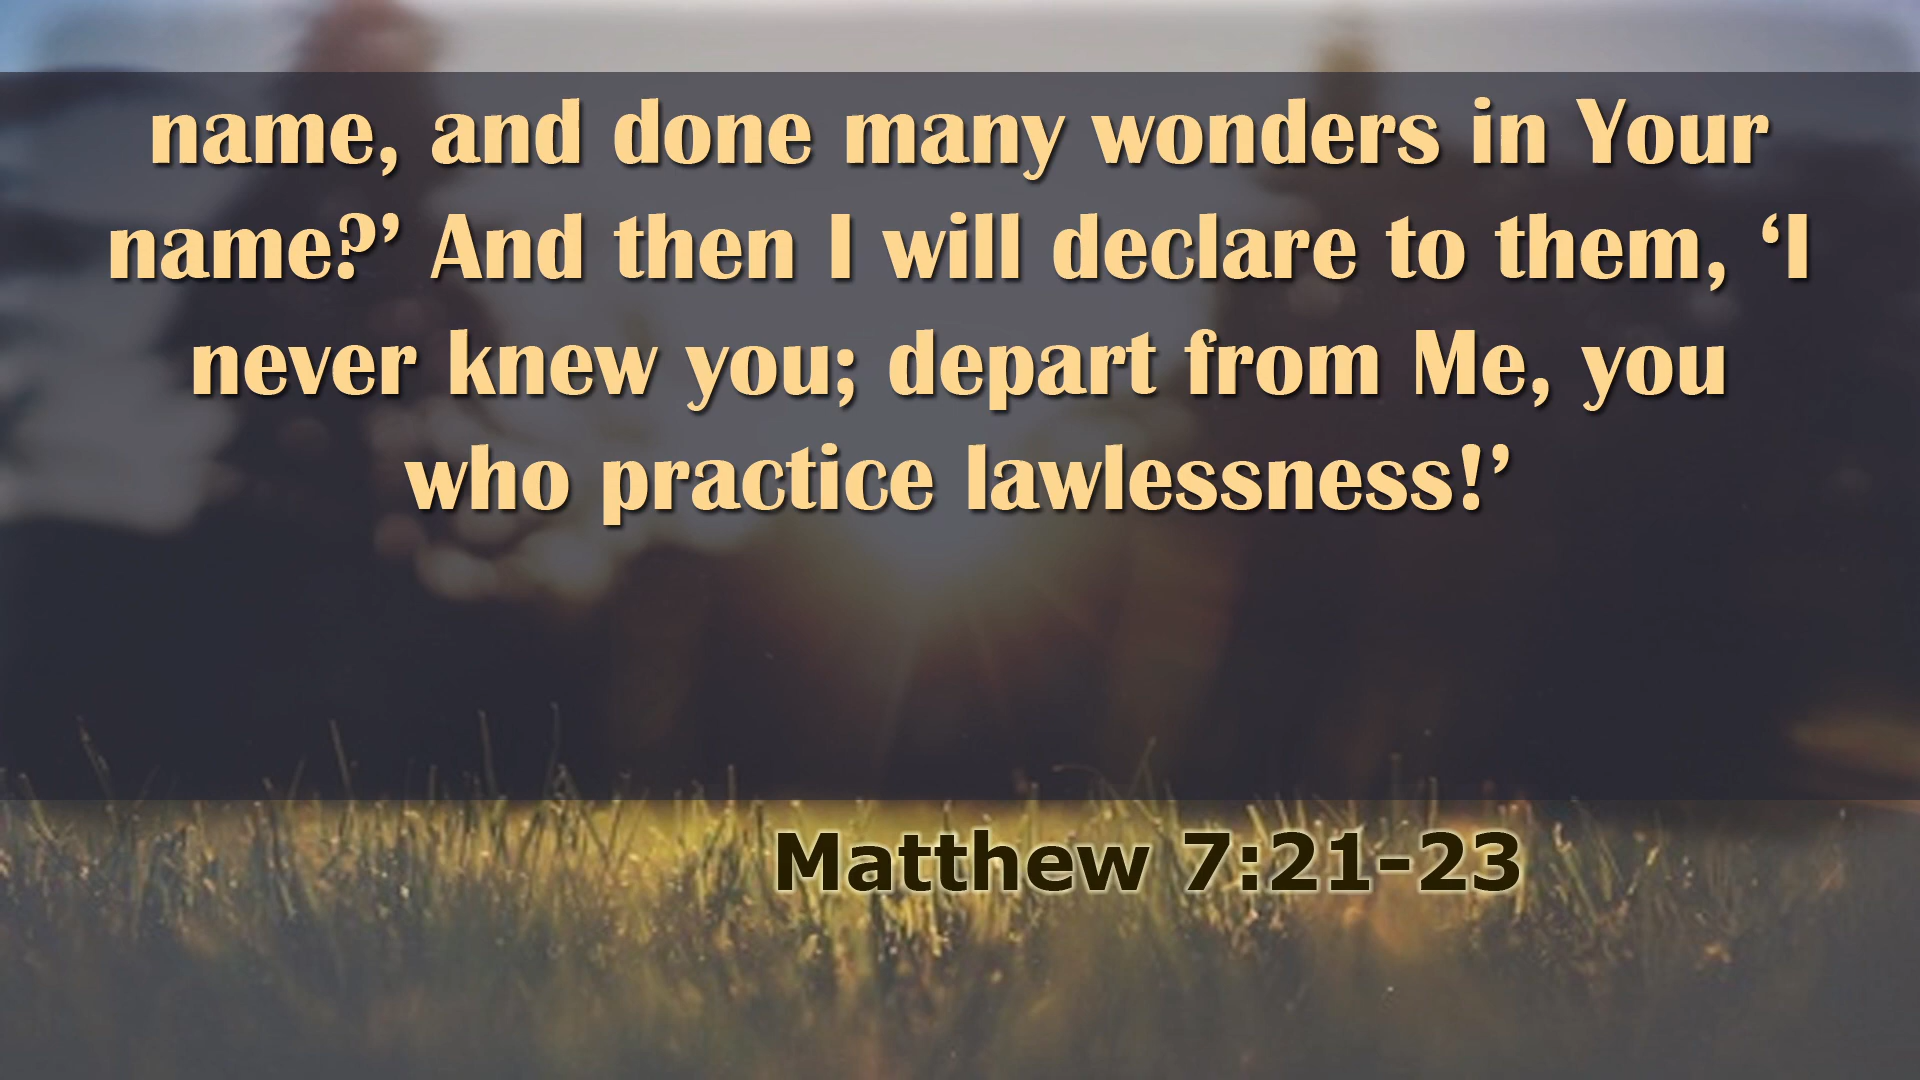 name, and done many wonders in Your
name?’ And then I will declare to them, ‘I
never knew you; depart from Me, you
who practice lawlessness!’
Matthew 7:21-23